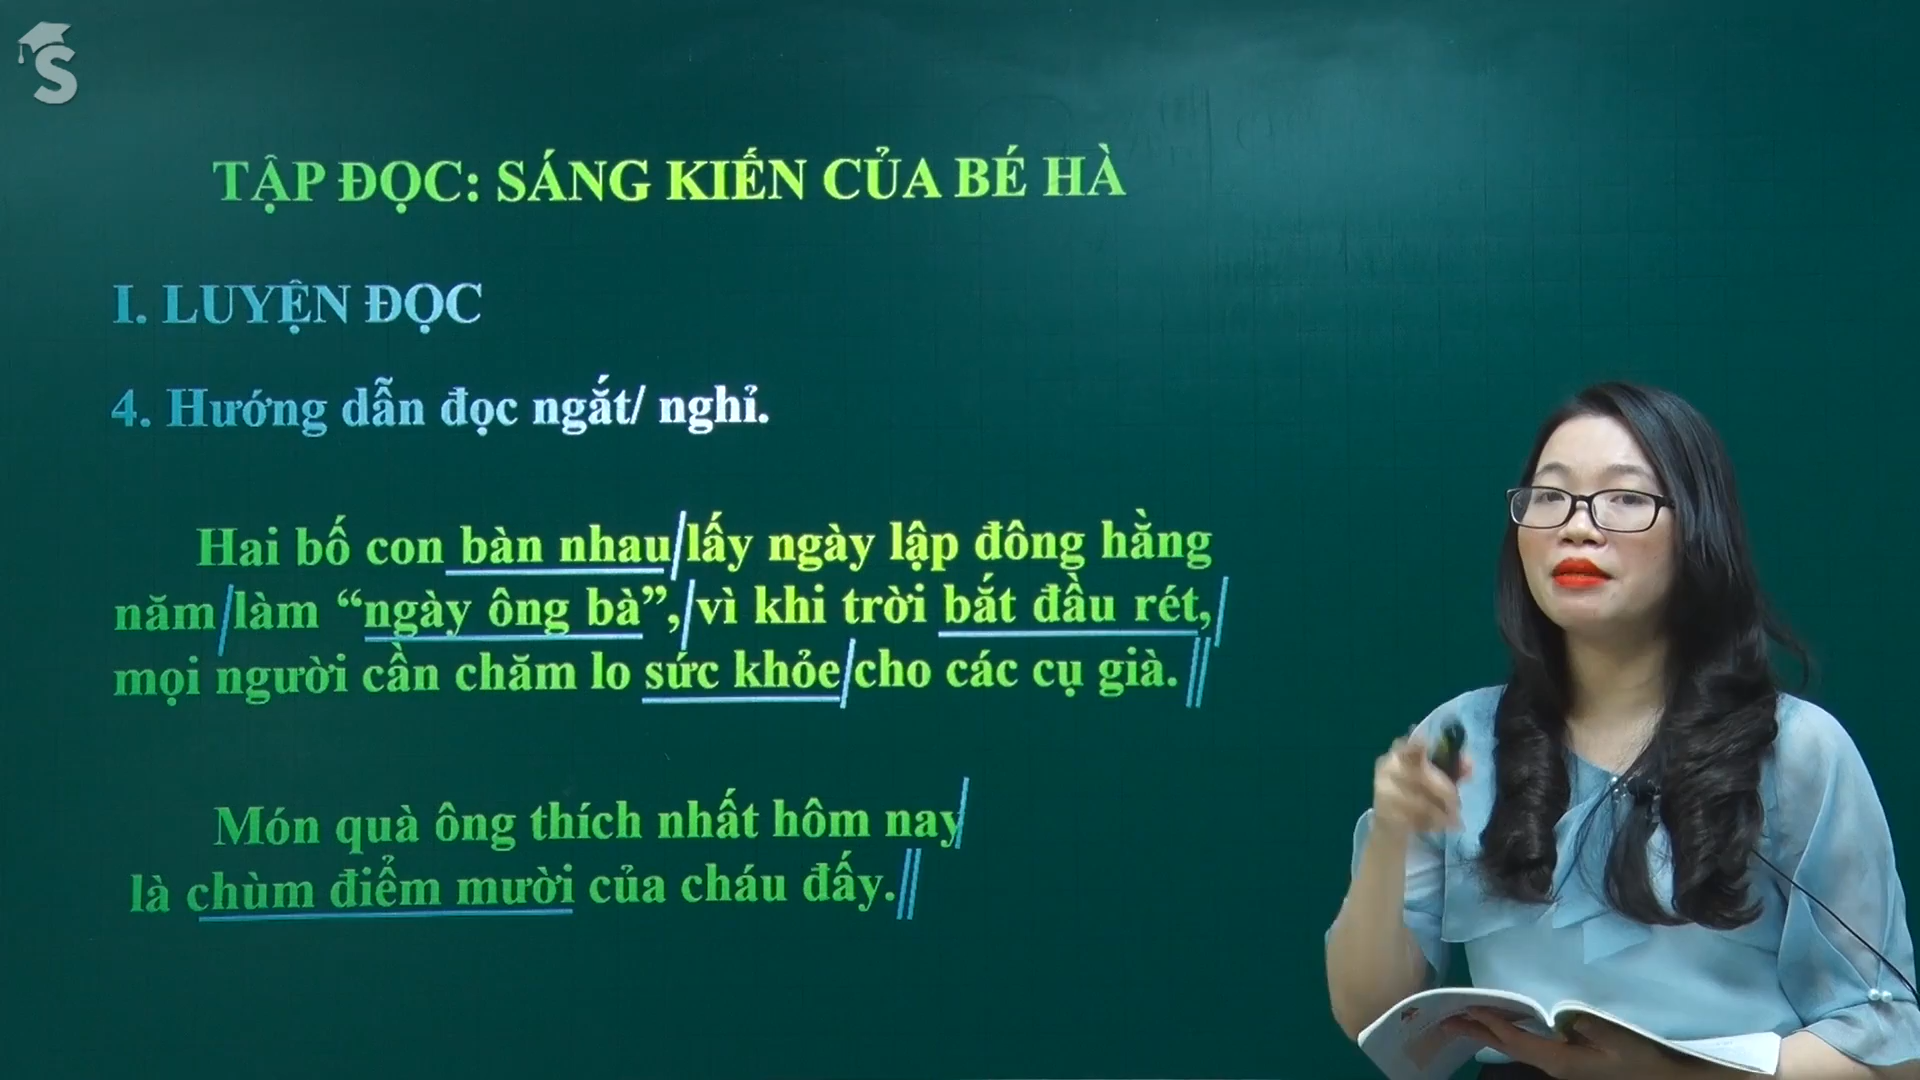 S
TẬP ĐỌC: SÁNG KIẾN CỦA BÉ HÀ
I. LUYỆN ĐỌC
4. Hướng dẫn đọc ngắt/ nghỉ.
Hai bố con bàn nhau/lấy ngày lập đông hằng
năm/làm “ngày ông bà”,/vì khi trời bắt đầu rét,/
mọi người cần chăm lo sức khỏe/cho các cụ già.//
Món quà ông thích nhất hôm nay/
là chùm điểm mười của cháu đấy.//